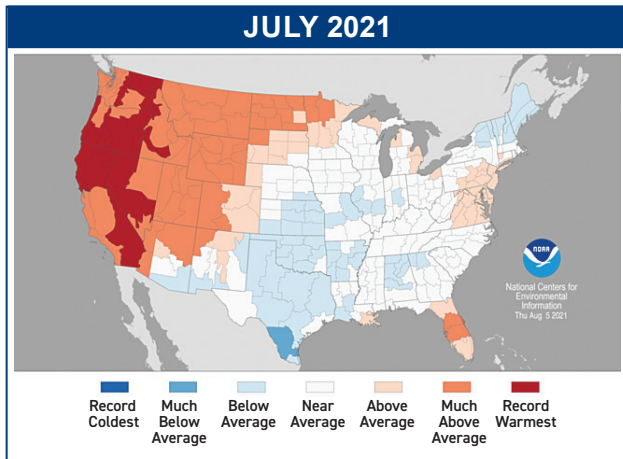 JULY 2021
NOAA
National Centers for
Environmental
Information
Thu Aug 5 2021
Record
Coldest
Much
Below
Average
Below
Average
Near
Average
Above
Average
Much
Above
Average
Record
Warmest